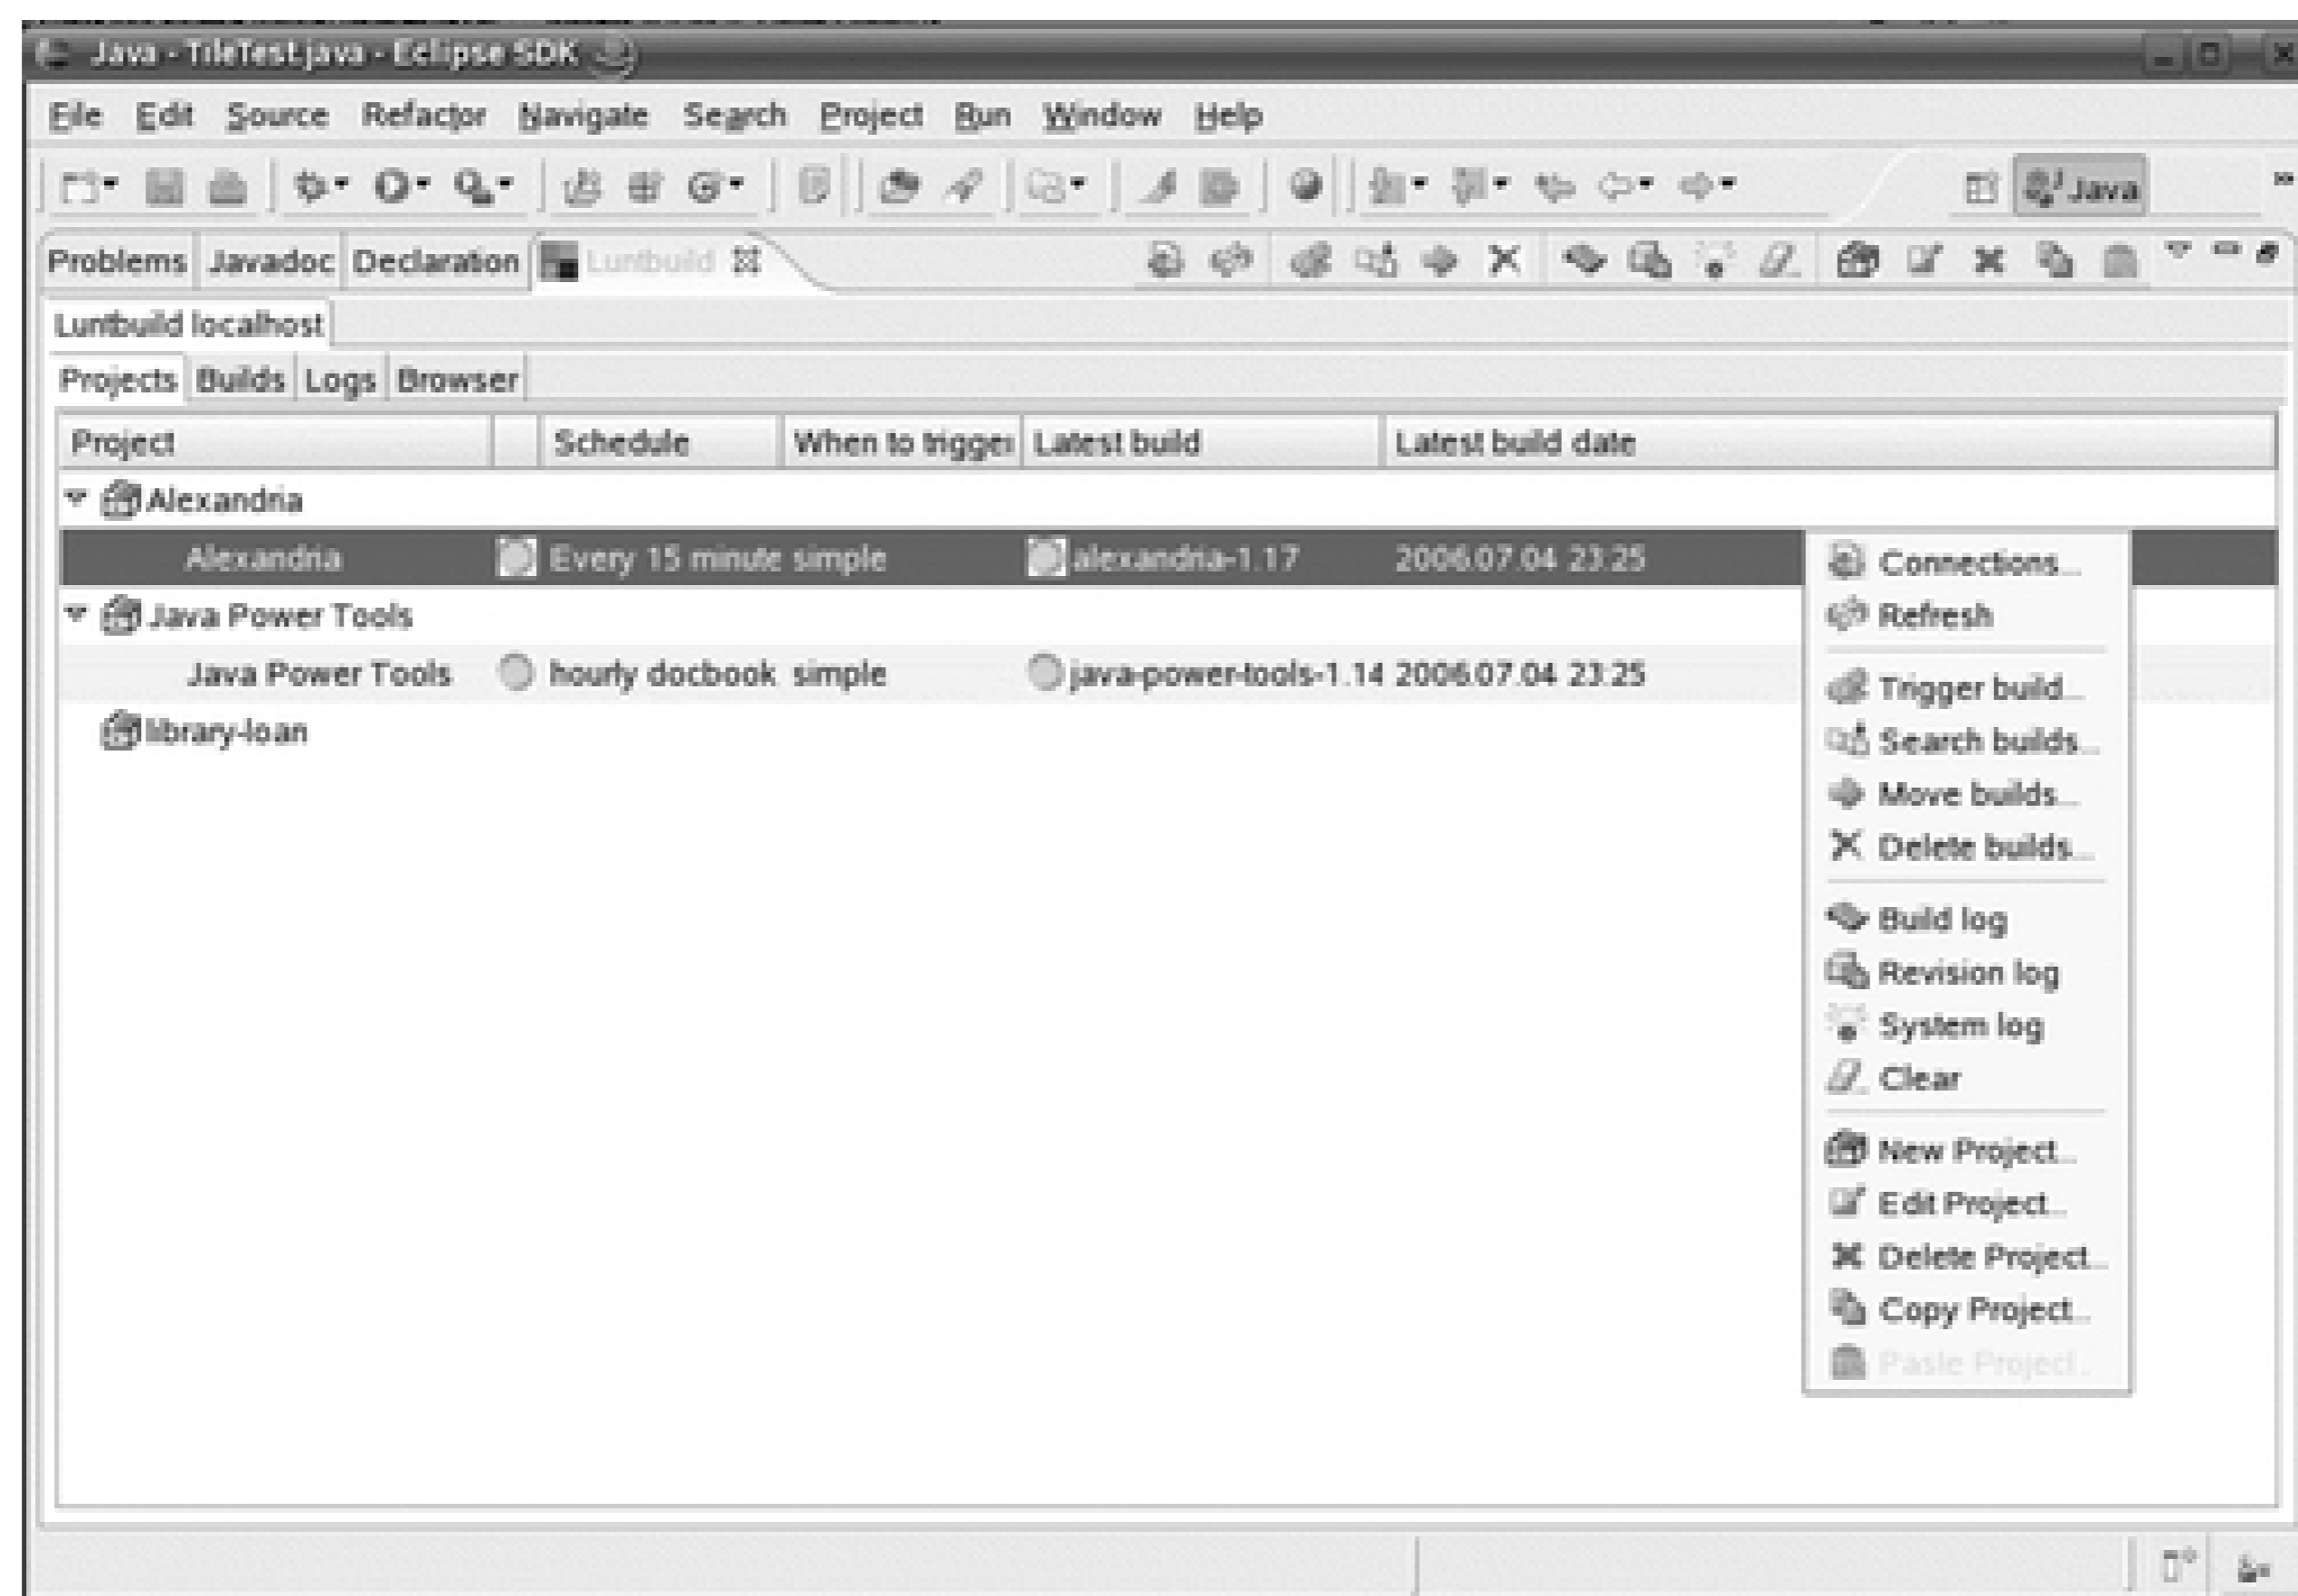 Java - TileTest.java - Eclipse SDK
File Edit Source Refactor Navigate Search Project Run Window Help
Java
Problems Javadoc Declaration Luntbuild
Luntbuild localhost
Projects Builds Logs Browser
Project Schedule When to trigger Latest build Latest build date
Alexandria
Alexandria Every 15 minute simple alexandria-1.17 2006.07.04 23:25
Java Power Tools
Java Power Tools hourly docbook simple java-power-tools-1.14 2006.07.04 23:25
library-loan
Connections...
Refresh
Trigger build...
Search builds...
Move builds...
Delete builds...
Build log
Revision log
System log
Clear
New Project...
Edit Project...
Delete Project...
Copy Project...
Paste Project...